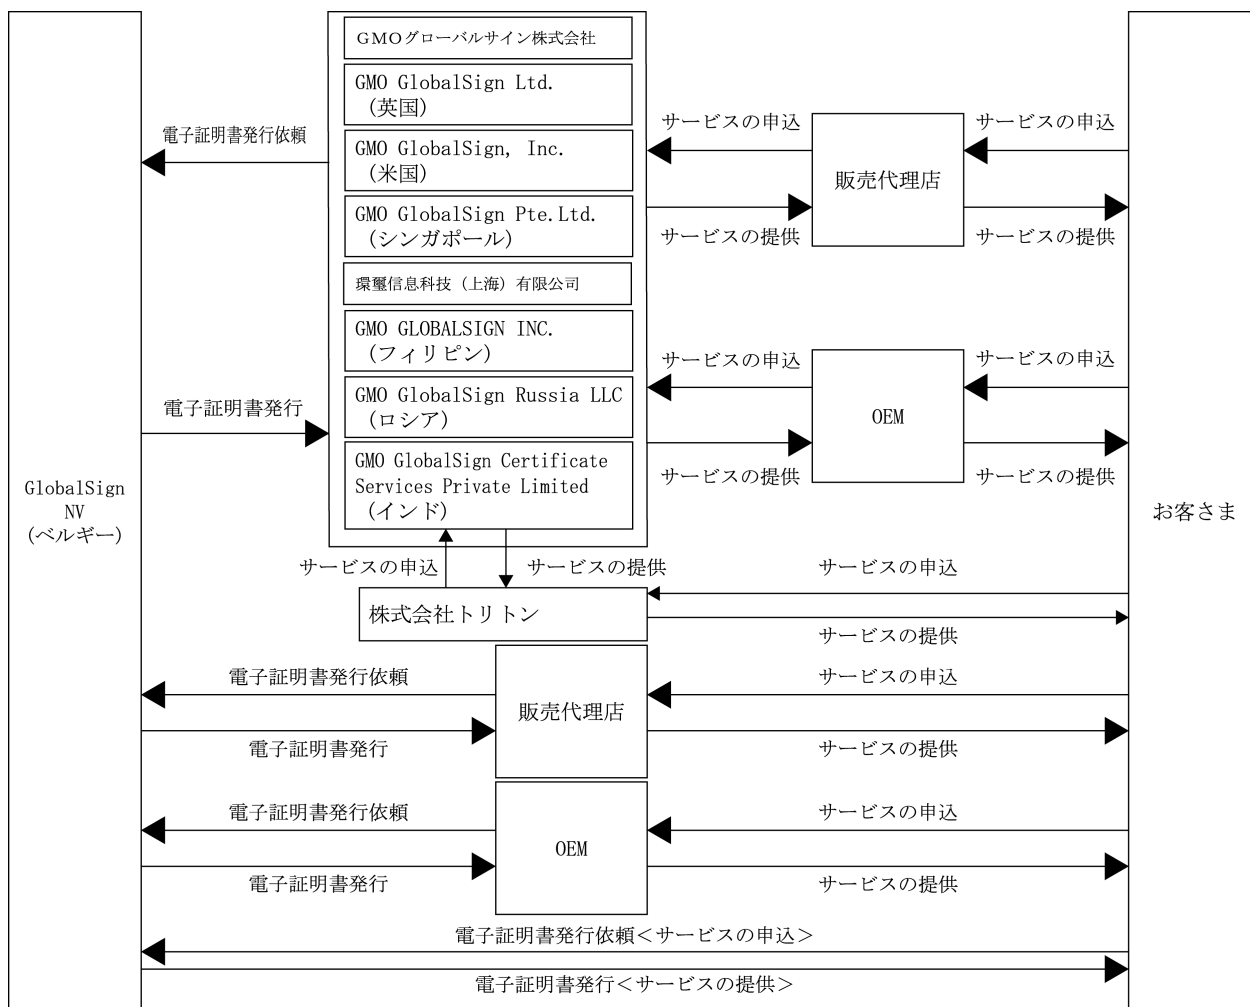 GMOグローバルサイン株式会社
GMO GlobalSign Ltd.
(英国)
GMO GlobalSign, Inc.
(米国)
GMO GlobalSign Pte.Ltd.
(シンガポール)
環璽信息科技(上海)有限公司
GMO GLOBALSIGN INC.
(フィリピン)
GMO GlobalSign Russia LLC
(ロシア)
GMO GlobalSign Certificate
Services Private Limited
(インド)
電子証明書発行依頼
電子証明書発行
GlobalSign
NV
(ベルギー)
サービスの申込
サービスの申込
販売代理店
サービスの提供
サービスの提供
サービスの申込
サービスの申込
OEM
サービスの提供
サービスの提供
お客さま
サービスの申込
サービスの提供
サービスの申込
株式会社トリトン
サービスの提供
電子証明書発行依頼
サービスの申込
販売代理店
電子証明書発行
サービスの提供
電子証明書発行依頼
サービスの申込
OEM
電子証明書発行
サービスの提供
電子証明書発行依頼<サービスの申込>
電子証明書発行<サービスの提供>